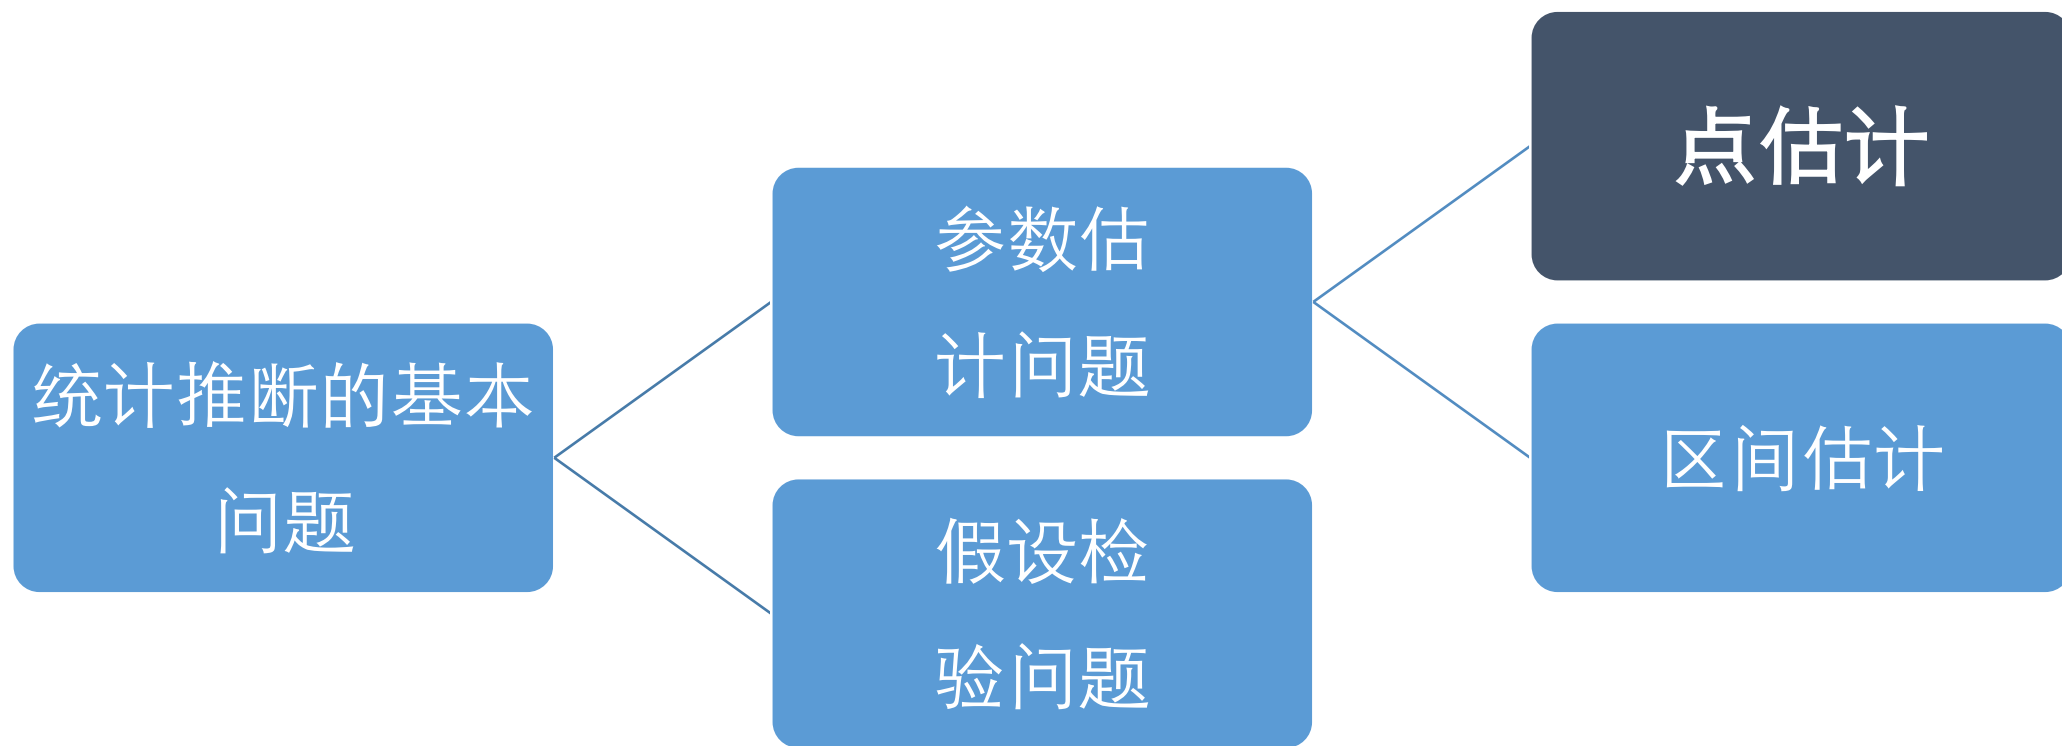 统计推断的基本
问题
参数估
计问题
假设检
验问题
点估计
区间估计